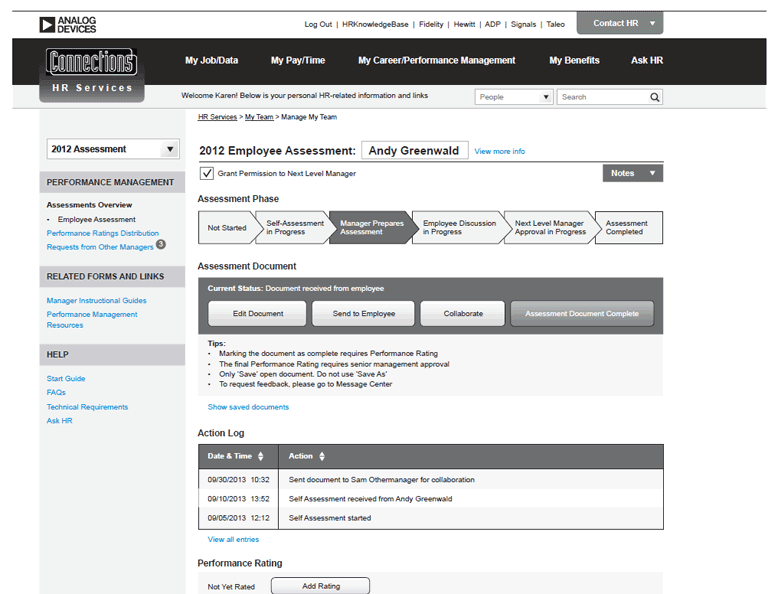 ANALOG
DEVICES
Log Out | HRKnowledgeBase | Fidelity | Hewitt | ADP | Signals | Taleo
Contact HR
Connections
HR Services
My Job/Data
My Pay/Time
My Career/Performance Management
My Benefits
Ask HR
Welcome Karen! Below is your personal HR-related information and links
People
Search
HR Services > My Team > Manage My Team
2012 Assessment
PERFORMANCE MANAGEMENT
Assessments Overview
• Employee Assessment
Performance Ratings Distribution
Requests from Other Managers 3
RELATED FORMS AND LINKS
Manager Instructional Guides
Performance Management
Resources
HELP
Start Guide
FAQs
Technical Requirements
Ask HR
2012 Employee Assessment: Andy Greenwald View more info
Grant Permission to Next Level Manager
Notes
Assessment Phase
Not Started
Self-Assessment
in Progress
Manager Prepares
Assessment
Employee Discussion
in Progress
Next Level Manager
Approval in Progress
Assessment
Completed
Assessment Document
Current Status: Document received from employee
Edit Document
Send to Employee
Collaborate
Assessment Document Complete
Tips:
• Marking the document as complete requires Performance Rating
• The final Performance Rating requires senior management approval
• Only 'Save' open document. Do not use 'Save As'
• To request feedback, please go to Message Center
Show saved documents
Action Log
Date & Time Action
09/30/2013 10:32 Sent document to Sam Othermanager for collaboration
09/10/2013 13:52 Self Assessment received from Andy Greenwald
09/05/2013 12:12 Self Assessment started
View all entries
Performance Rating
Not Yet Rated Add Rating